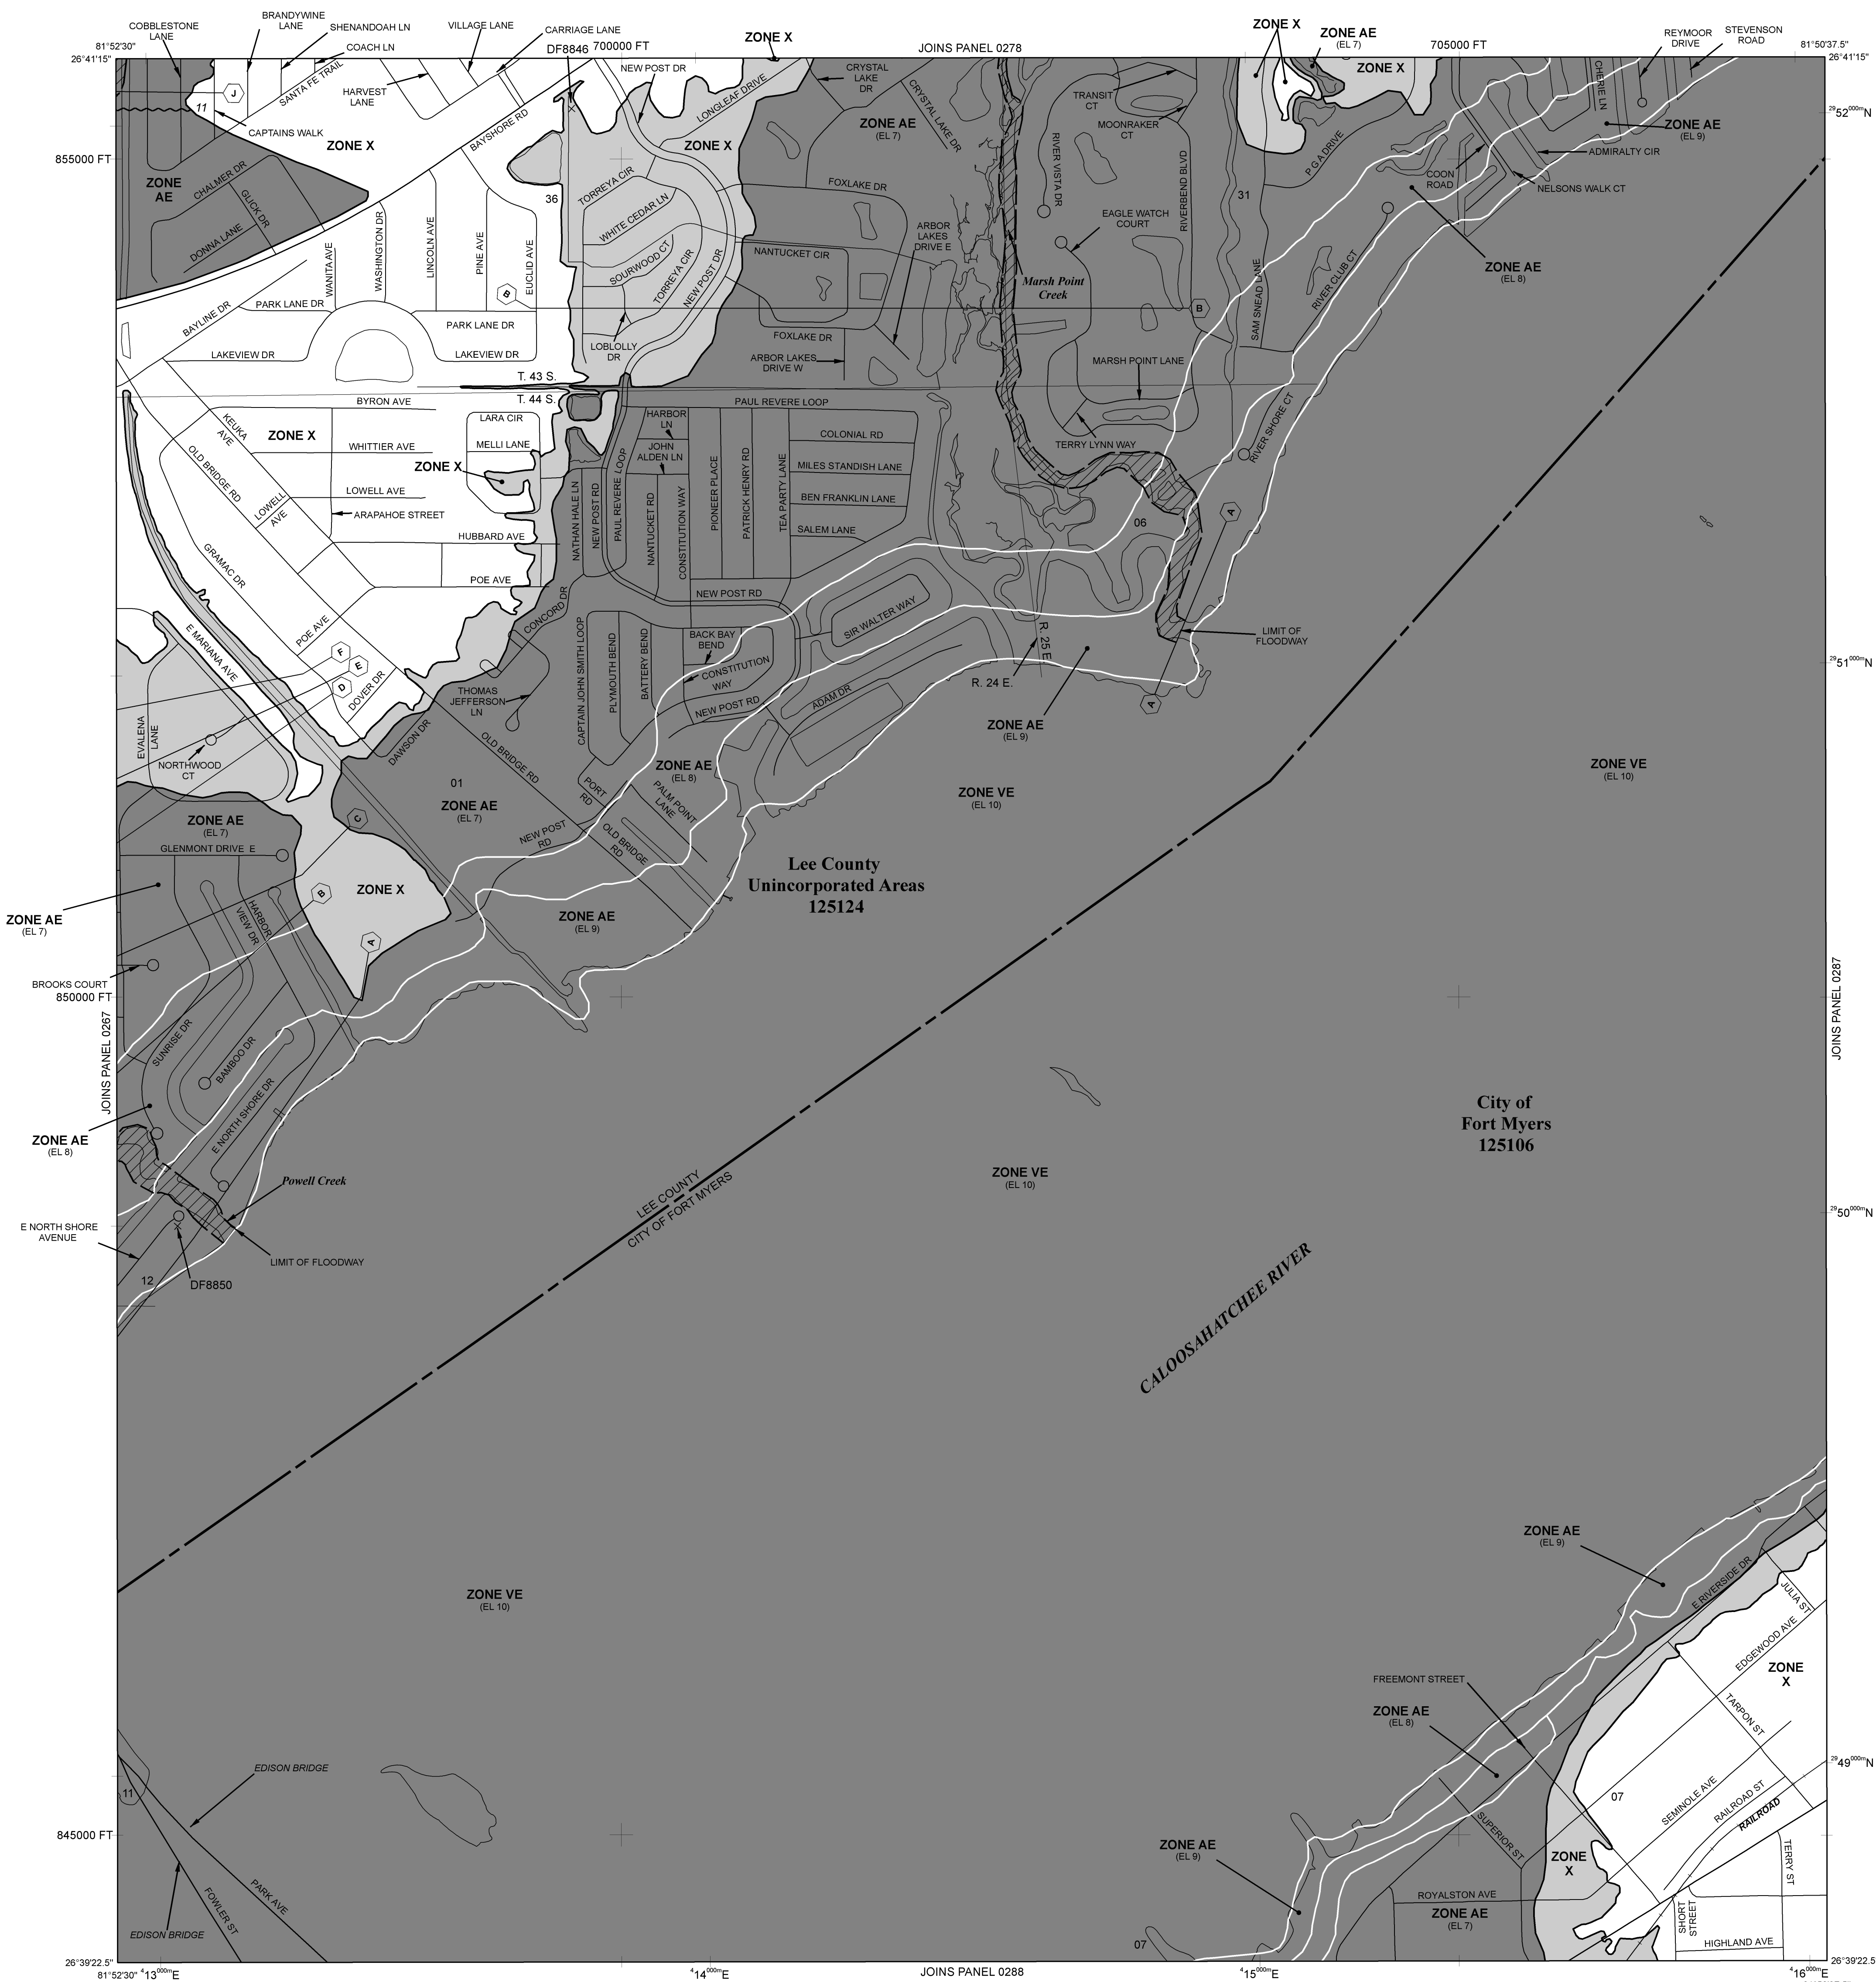 COBBLESTONE
LANE
BRANDYWINE
LANE
SHENANDOAH LN
COACH LN
VILLAGE LANE
CARRIAGE LANE
DF8846
700000 FT
ZONE X
JOINS PANEL 0278
ZONE X
ZONE AE
(EL 7)
705000 FT
REYMOOR
DRIVE
STEVENSON
ROAD
81°52'30"
26°41'15"
81°50'37.5"
26°41'15"
J
11
SANTA FE TRAIL
HARVEST
LANE
CAPTAINS WALK
ZONE X
BAYSHORE RD
NEW POST DR
LONGLEAF DRIVE
ZONE X
CRYSTAL
LAKE
DR
CRYSTAL LAKE DR
ZONE AE
(EL 7)
TRANSIT
CT
MOONRAKER
CT
ZONE X
CHERIE LN
2952000mN
ZONE AE
(EL 9)
ADMIRALTY CIR
NELSONS WALK CT
COON
ROAD
P G A DRIVE
855000 FT
ZONE
AE
CHALMER DR
GLICK DR
DONNA LANE
36
TORREYA CIR
WHITE CEDAR LN
SOURWOOD CT
TORREYA CIR
NEW POST DR
FOXLAKE DR
RIVER VISTA DR
RIVERBEND BLVD
31
EAGLE WATCH
COURT
ARBOR
LAKES
DRIVE E
NANTUCKET CIR
WANITA AVE
WASHINGTON DR
LINCOLN AVE
PINE AVE
EUCLID AVE
B
Marsh Point
Creek
B
SAM SNEAD LANE
RIVER CLUB CT
ZONE AE
(EL 8)
BAYLINE DR
PARK LANE DR
PARK LANE DR
LAKEVIEW DR
LAKEVIEW DR
LOBLOLLY
DR
FOXLAKE DR
ARBOR LAKES
DRIVE W
MARSH POINT LANE
T. 43 S.
T. 44 S.
BYRON AVE
LARA CIR
HARBOR
LN
PAUL REVERE LOOP
KEUKA
AVE
ZONE X
WHITTIER AVE
MELLI LANE
JOHN
ALDEN LN
COLONIAL RD
TERRY LYNN WAY
RIVER SHORE CT
OLD BRIDGE RD
ZONE X
MILES STANDISH LANE
LOWELL
AVE
LOWELL AVE
ARAPAHOE STREET
BEN FRANKLIN LANE
SALEM LANE
HUBBARD AVE
NATHAN HALE LN
NEW POST RD
PAUL REVERE LOOP
NANTUCKET RD
CONSTITUTION WAY
PIONEER PLACE
PATRICK HENRY RD
TEA PARTY LANE
06
A
GRAMAC DR
POE AVE
NEW POST RD
CONCORD DR
POE AVE
E MARIANA AVE
SIR WALTER WAY
LIMIT OF
FLOODWAY
2951000mN
F
E
D
DOVER DR
BACK BAY
BEND
CONSTITUTION
WAY
CAPTAIN JOHN SMITH LOOP
PLYMOUTH BEND
BATTERY BEND
R. 25 E.
R. 24 E.
ADAM DR
NEW POST RD
A
THOMAS
JEFFERSON
LN
EVALENA
LANE
NORTHWOOD
CT
DAWSON DR
OLD BRIDGE RD
ZONE AE
(EL 9)
ZONE VE
(EL 10)
01
ZONE AE
(EL 7)
ZONE AE
(EL 8)
PORT
RD
PALM POINT
LANE
ZONE VE
(EL 10)
ZONE AE
(EL 7)
C
NEW POST
RD
OLD BRIDGE
RD
GLENMONT DRIVE E
Lee County
Unincorporated Areas
125124
B
ZONE X
ZONE AE
(EL 7)
HARBOR
VIEW DR
ZONE AE
(EL 9)
A
BROOKS COURT
850000 FT
JOINS PANEL 0267
JOINS PANEL 0287
SUNRISE DR
BAMBOO DR
E NORTH SHORE DR
City of
Fort Myers
125106
ZONE AE
(EL 8)
Powell Creek
ZONE VE
(EL 10)
LEE COUNTY
CITY OF FORT MYERS
E NORTH SHORE
AVENUE
2950000mN
LIMIT OF FLOODWAY
DF8850
12
CALOOSAHATCHEE RIVER
ZONE VE
(EL 10)
ZONE AE
(EL 9)
E RIVERSIDE DR
JULIA ST
EDGEWOOD AVE
ZONE
X
FREEMONT STREET
ZONE AE
(EL 8)
TARPON ST
EDISON BRIDGE
11
2949000mN
07
SEMINOLE AVE
RAILROAD ST
RAILROAD
845000 FT
ZONE AE
(EL 9)
SUPERIOR ST
ZONE
X
TERRY ST
PARK AVE
FOWLER ST
ROYALSTON AVE
ZONE AE
(EL 7)
SHORT
STREET
EDISON BRIDGE
07
HIGHLAND AVE
26°39'22.5"
81°52'30"
413000mE
414000mE
JOINS PANEL 0288
415000mE
416000mE
26°39'22.5"